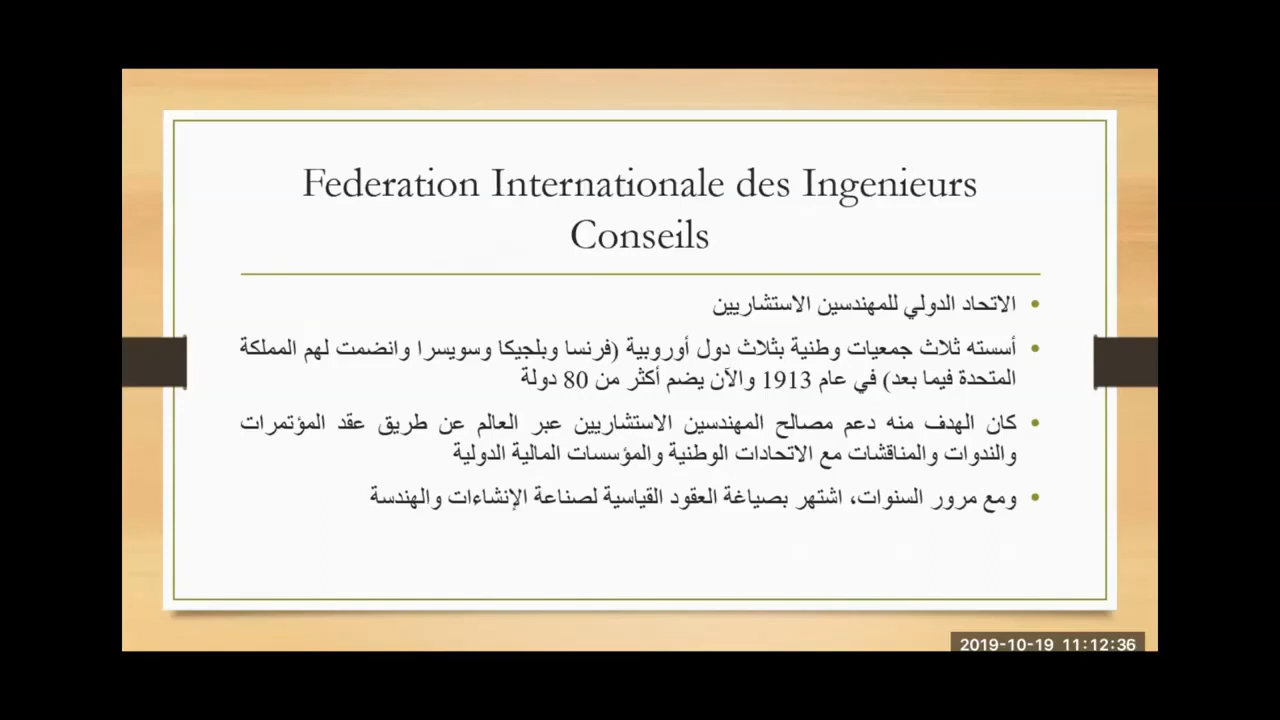 Federation Internationale des Ingenieurs
Conseils
• الاتحاد الدولي للمهندسين الاستشاريين
• أسسته ثلاث جمعيات وطنية بثلاث دول أوروبية (فرنسا وبلجيكا وسويسرا وانضمت لهم المملكة
المتحدة فيما بعد) في عام 1913 والآن يضم أكثر من 80 دولة
• كان الهدف منه دعم مصالح المهندسين الاستشاريين عبر العالم عن طريق عقد المؤتمرات
والندوات والمناقشات مع الاتحادات الوطنية والمؤسسات المالية الدولية
• ومع مرور السنوات، اشتهر بصياغة العقود القياسية لصناعة الإنشاءات والهندسة
2019-10-19 11:12:36